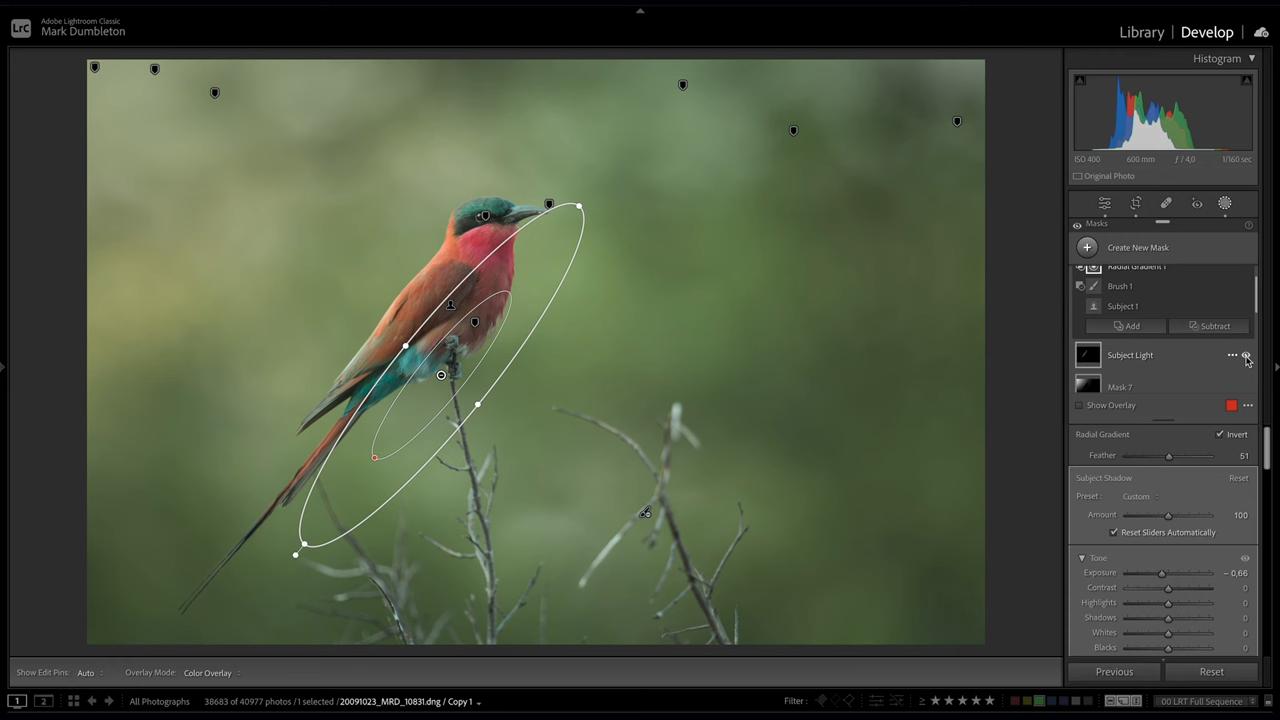 Adobe Lightroom Classic
LrC
Mark Dumbleton
Library | Develop
Histogram
ISO 400 600 mm ƒ / 4,0 1/160 sec
Original Photo
Masks
Create New Mask
Radial Gradient 1
Brush 1
Subject 1
Add Subtract
Subject Light
Mask 7
Show Overlay
Radial Gradient Invert
Feather 51
Subject Shadow Reset
Preset : Custom
Amount 100
Reset Sliders Automatically
Tone
Exposure – 0,66
Contrast 0
Highlights 0
Shadows 0
Whites 0
Blacks 0
Show Edit Pins: Auto Overlay Mode: Color Overlay
Previous Reset
1 2 All Photographs 38683 of 40977 photos / 1 selected / 20091023_MRD_10831.dng / Copy 1 Filter : 00 LRT Full Sequence